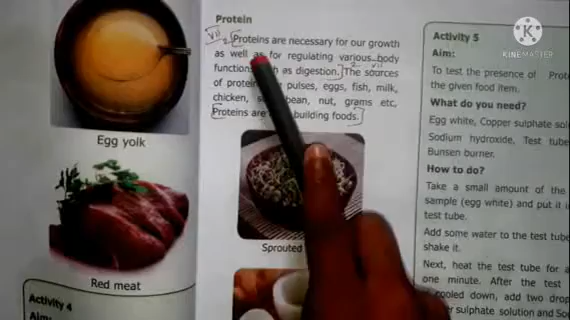 Protein
vii
Proteins are necessary for our growth
as well as for regulating various body
functions such as digestion. The sources
of protein pulses, eggs, fish, milk,
chicken, bean, nut, grams etc,
Proteins are building foods.
Egg yolk
Red meat
Activity 4
Aim:
Sprouted
Activity 5
Aim:
To test the presence of
the given food item.
What do you need?
Egg white, Copper sulphate
Sodium hydroxide, Test
Bunsen burner.
How to do?
Take a small amount of the
sample (egg white) and put it
test tube.
Add some water to the test
shake it.
Next, heat the test tube for a
one minute. After the test
cooled down, add two
sulphate solution and
Made with
KINEMASTER